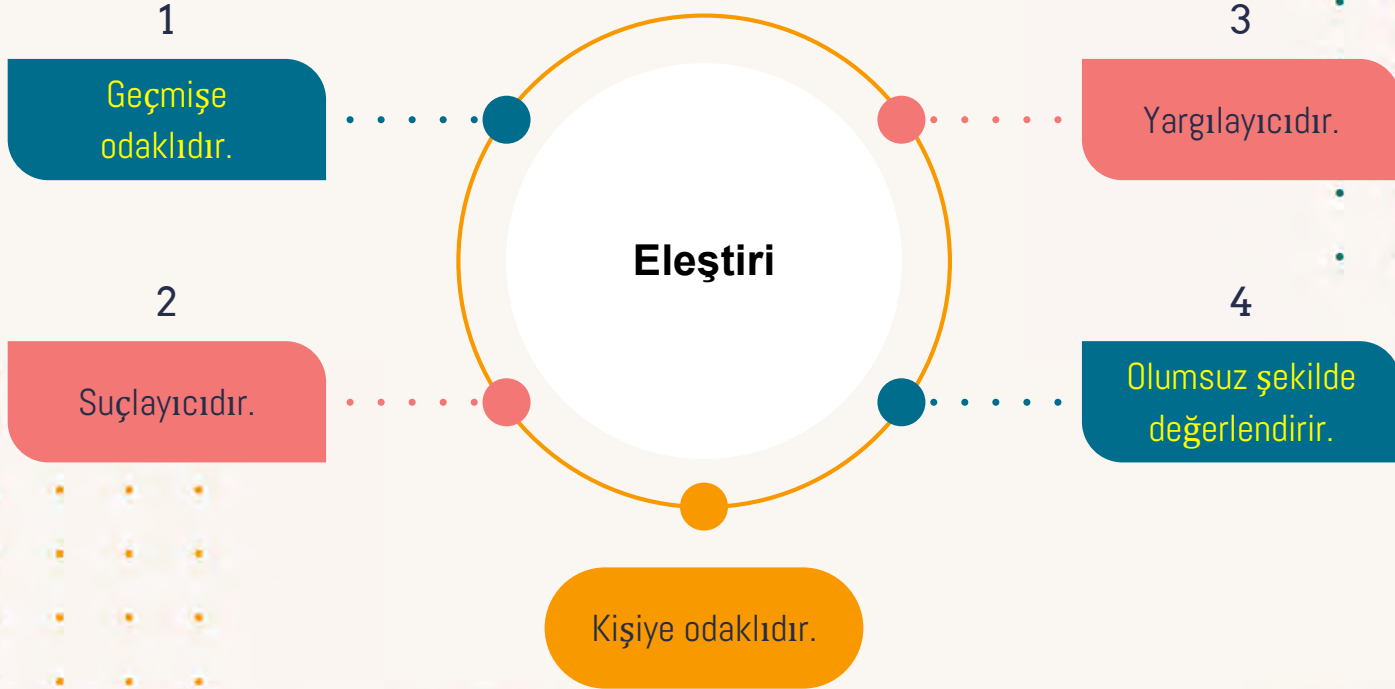 1
Geçmişe
odaklıdır.
2
Suçlayıcıdır.
Eleştiri
3
Yargılayıcıdır.
4
Olumsuz şekilde
değerlendirir.
Kişiye odaklıdır.